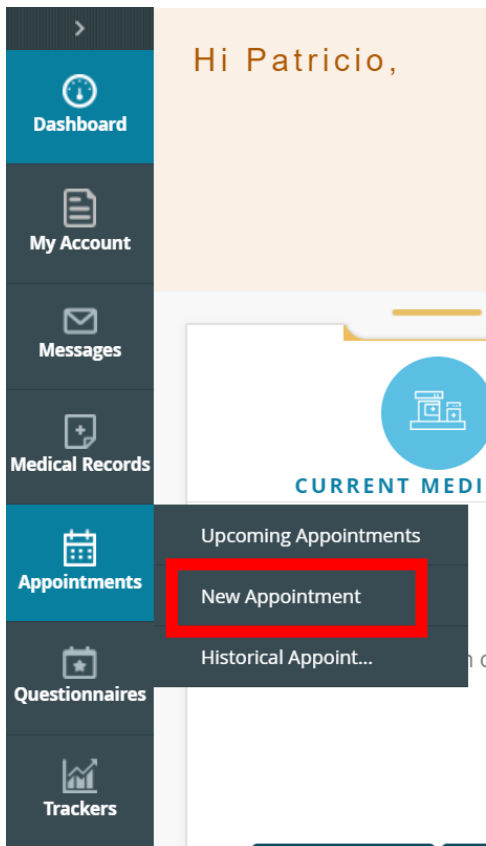 Hi Patricio,
Dashboard
My Account
Messages
Medical Records
CURRENT MEDI
Appointments
Upcoming Appointments
New Appointment
Historical Appoint...
Questionnaires
Trackers